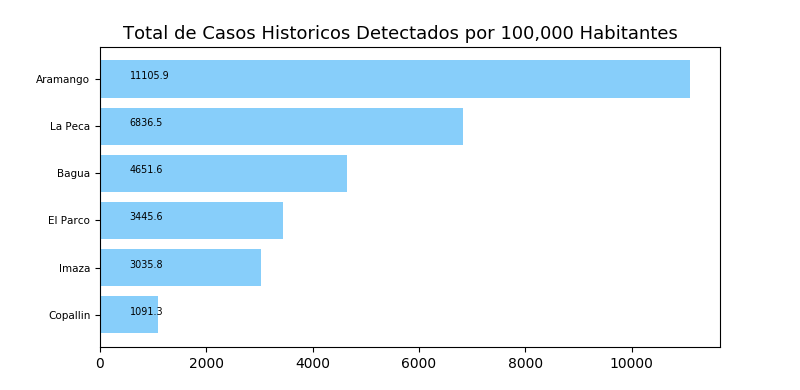 Total de Casos Historicos Detectados por 100,000 Habitantes
Aramango 11105.9
La Peca 6836.5
Bagua 4651.6
El Parco 3445.6
Imaza 3035.8
Copallin 1091.3
0 2000 4000 6000 8000 10000